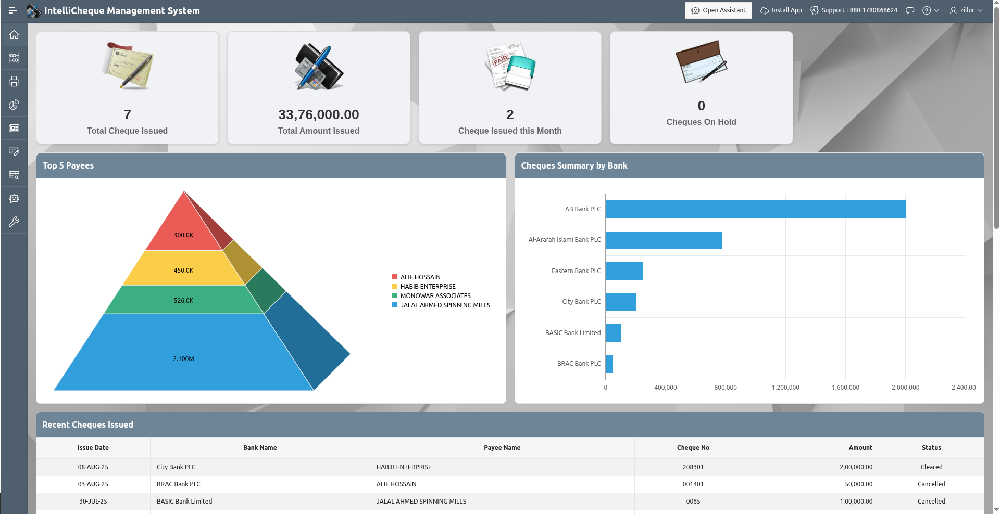 IntelliCheque Management System
Open Assistant
Install App
Support +880-1780868624
zillur
7
Total Cheque Issued
33,76,000.00
Total Amount Issued
PAID
2
Cheque Issued this Month
0
Cheques On Hold
Top 5 Payees
300.0K
450.0K
526.0K
2.100M
ALIF HOSSAIN
HABIB ENTERPRISE
MONOWAR ASSOCIATES
JALAL AHMED SPINNING MILLS
Cheques Summary by Bank
AB Bank PLC
Al-Arafah Islami Bank PLC
Eastern Bank PLC
City Bank PLC
BASIC Bank Limited
BRAC Bank PLC
0 400,000 800,000 1,200,000 1,600,000 2,000,000 2,400,00
Recent Cheques Issued
Issue Date Bank Name Payee Name Cheque No Amount Status
08-AUG-25 City Bank PLC HABIB ENTERPRISE 208301 2,00,000.00 Cleared
03-AUG-25 BRAC Bank PLC ALIF HOSSAIN 001401 50,000.00 Cancelled
30-JUL-25 BASIC Bank Limited JALAL AHMED SPINNING MILLS 0065 1,00,000.00 Cancelled